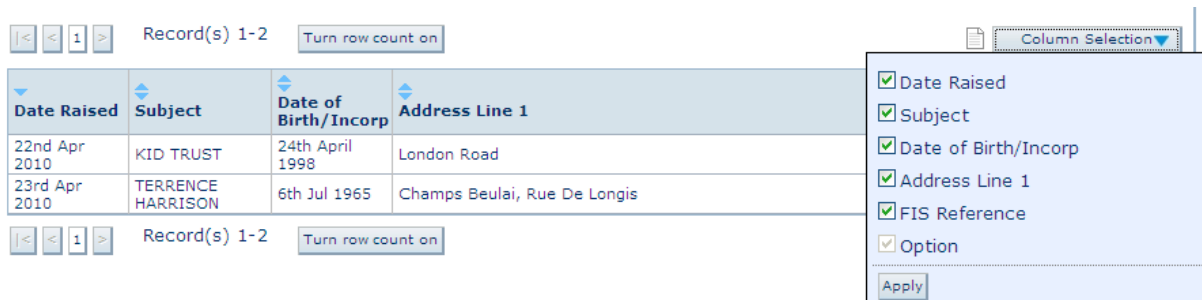 |< < 1 > Record(s) 1-2 Turn row count on Column Selection
Date Raised Subject Date of Birth/Incorp Address Line 1
22nd Apr 2010 KID TRUST 24th April 1998 London Road
23rd Apr 2010 TERRENCE HARRISON 6th Jul 1965 Champs Beulai, Rue De Longis
|< < 1 > Record(s) 1-2 Turn row count on
Date Raised
Subject
Date of Birth/Incorp
Address Line 1
FIS Reference
Option
Apply